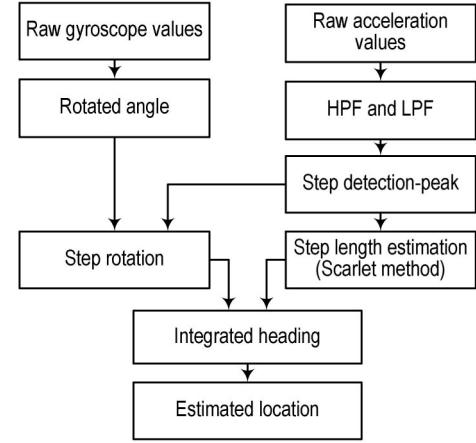 Raw gyroscope values
Raw acceleration
values
Rotated angle
HPF and LPF
Step detection-peak
Step rotation
Step length estimation
(Scarlet method)
Integrated heading
Estimated location